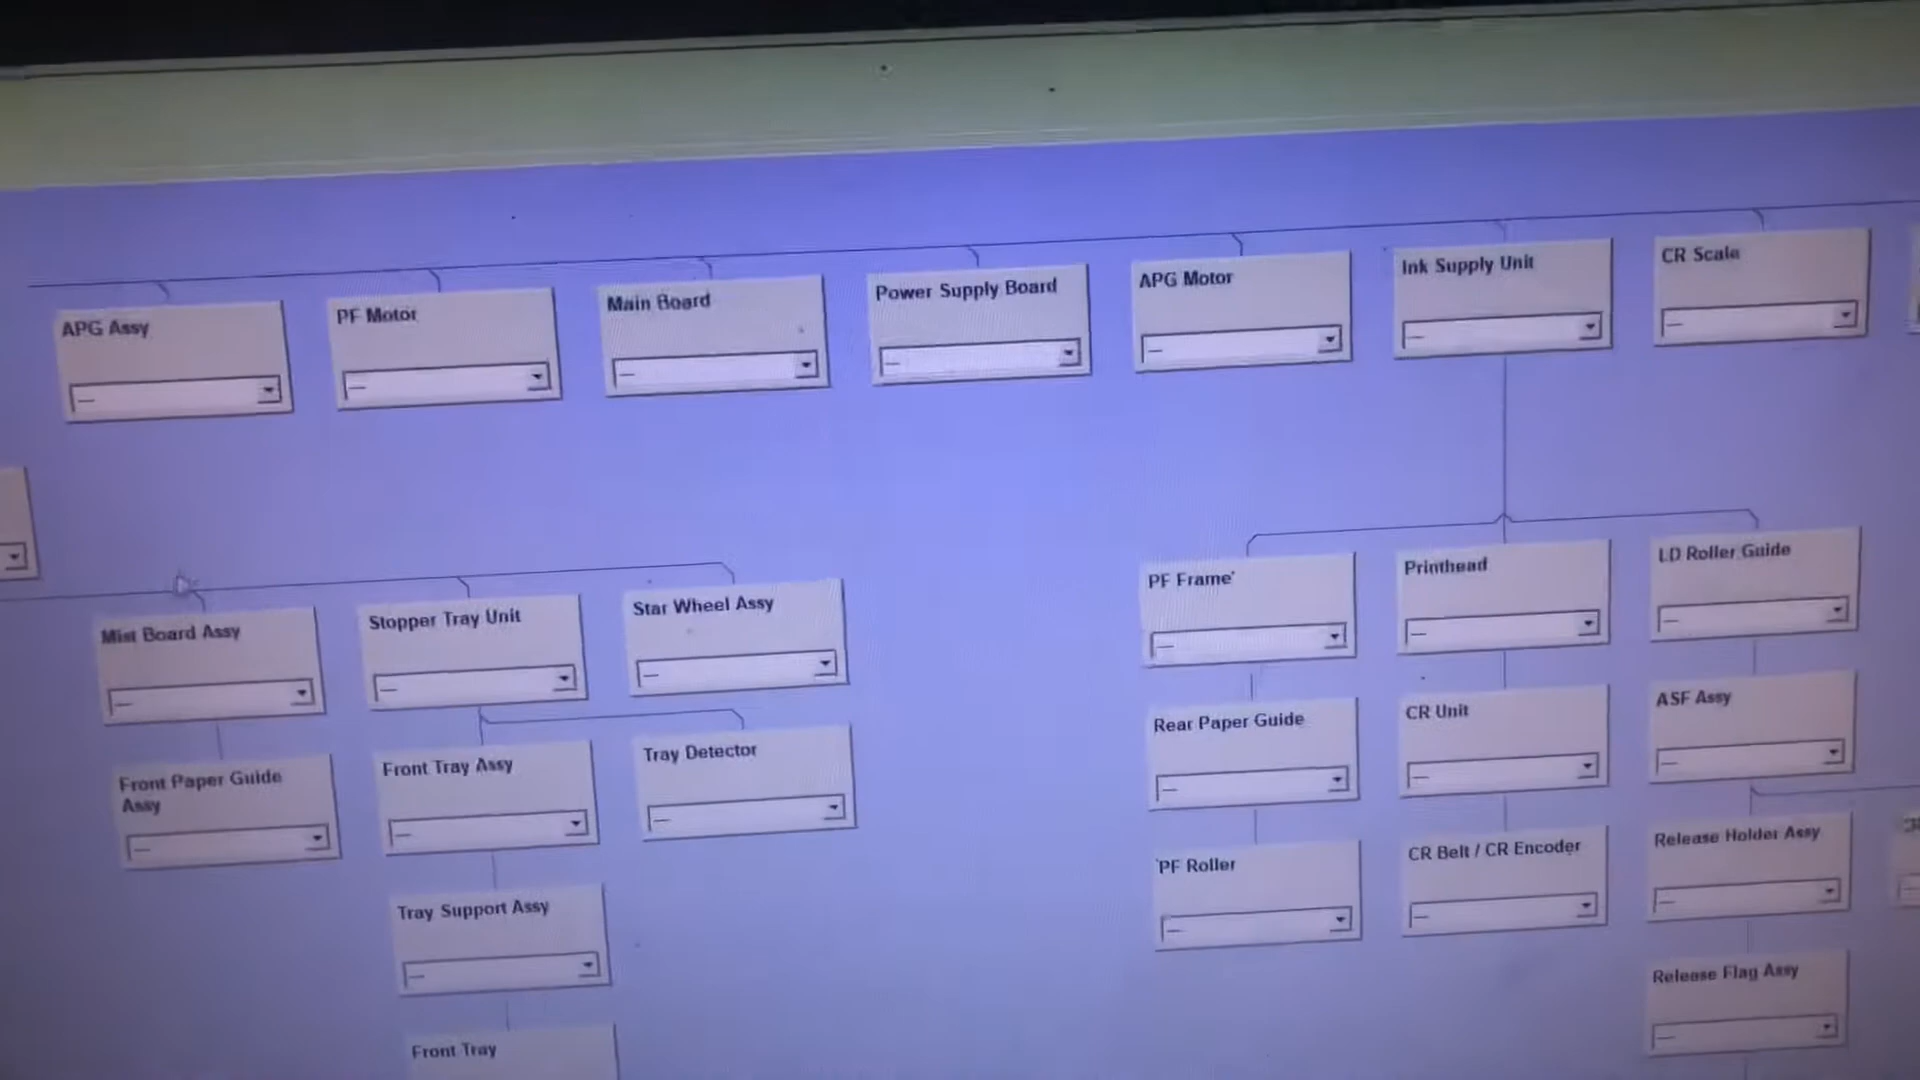 APG Assy
PF Motor
Main Board
Power Supply Board
APG Motor
Ink Supply Unit
CR Scale
---
---
---
---
---
---
---
Mist Board Assy
Stopper Tray Unit
Star Wheel Assy
PF Frame
Printhead
LD Roller Guide
---
---
---
---
---
---
Front Paper Guide
Assy
Front Tray Assy
Tray Detector
Rear Paper Guide
CR Unit
ASF Assy
---
---
---
---
---
---
Tray Support Assy
PF Roller
CR Belt / CR Encoder
Release Holder Assy
---
---
---
---
Front Tray
Release Flag Assy
---